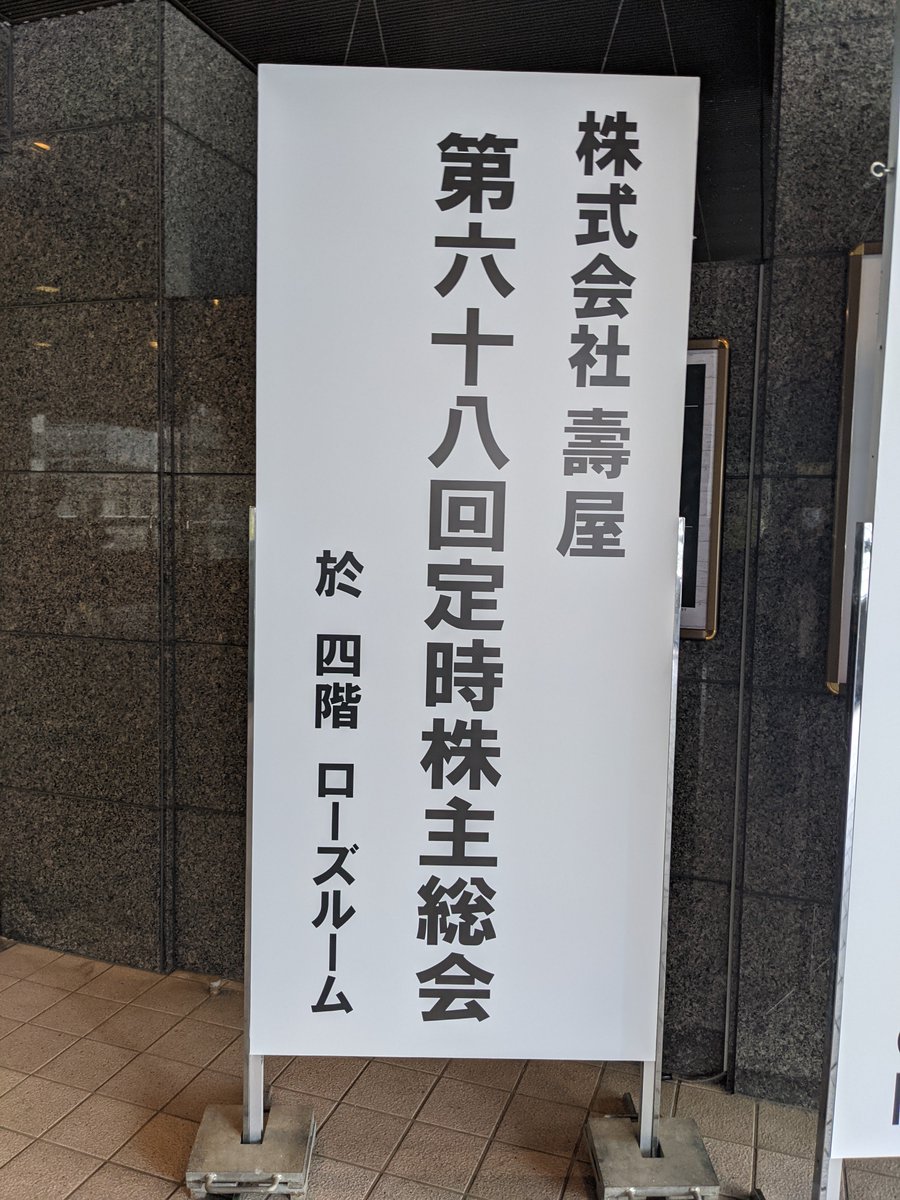 株式会社 壽屋
第六十八回定時株主総会
於 四階 ローズルーム